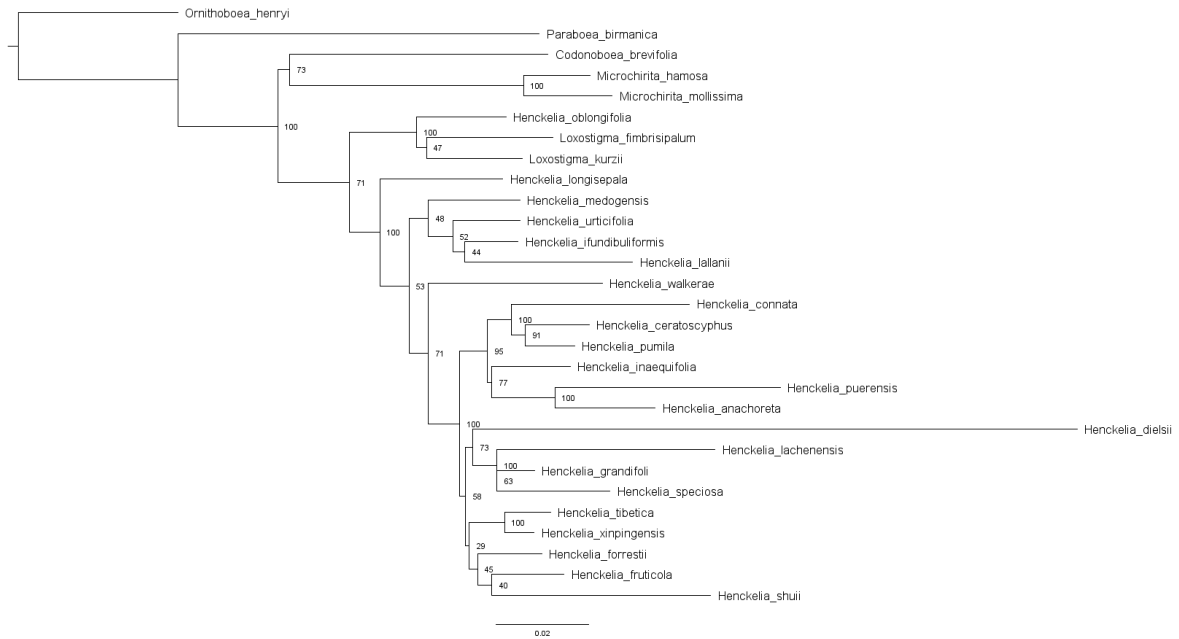 Ornithoboea_henryi
Paraboea_birmanica
Codonoboea_brevifolia
73
Microchirita_hamosa
100
Microchirita_mollissima
Henckelia_oblongifolia
100
100
Loxostigma_fimbrisipalum
47
Loxostigma_kurzii
Henckelia_longisepala
71
Henckelia_medogensis
48
Henckelia_urticifolia
100
52
Henckelia_ifundibuliformis
44
Henckelia_lallanii
Henckelia_walkerae
53
Henckelia_connata
100
Henckelia_ceratoscyphus
91
Henckelia_pumila
71
95
Henckelia_inaequifolia
77
Henckelia_puerensis
100
Henckelia_anachoreta
100
Henckelia_dielsii
73
Henckelia_lachenensis
100
Henckelia_grandifoli
63
Henckelia_speciosa
58
Henckelia_tibetica
100
Henckelia_xinpingensis
29
Henckelia_forrestii
45
Henckelia_fruticola
40
Henckelia_shuii
0.02